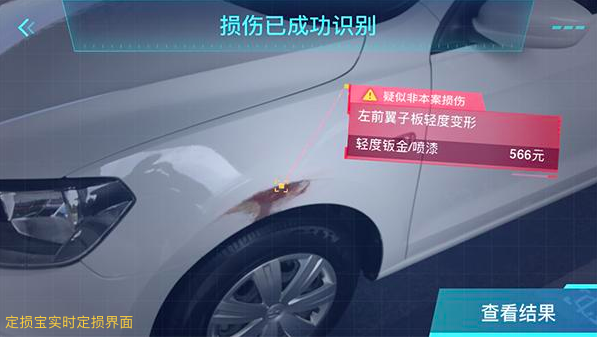 损伤已成功识别
疑似非本案损伤
左前翼子板轻度变形
轻度钣金/喷漆 566元
查看结果
定损宝实时定损界面